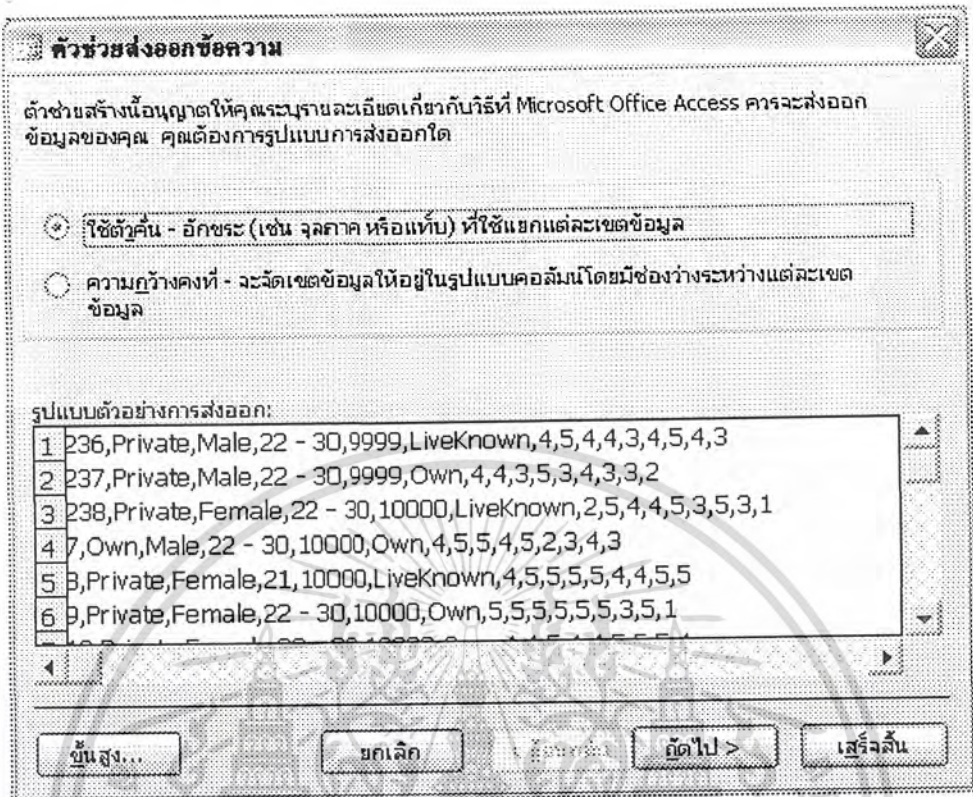 ตัวช่วยส่งออกข้อความ
ตัวช่วยสร้างนี้อนุญาตให้คุณระบุรายละเอียดเกี่ยวกับวิธีที่ Microsoft Office Access ควรจะส่งออก
ข้อมูลของคุณ คุณต้องการรูปแบบการส่งออกใด
ใช้ตัวคั่น - อักขระ (เช่น จุลภาค หรือแท็บ) ที่ใช้แยกแต่ละเขตข้อมูล
ความกว้างคงที่ - จะจัดเขตข้อมูลให้อยู่ในรูปแบบคอลัมน์โดยมีช่องว่างระหว่างแต่ละเขต
ข้อมูล
รูปแบบตัวอย่างการส่งออก:
1 236,Private,Male,22 - 30,9999,LiveKnown,4,5,4,4,3,4,5,4,3
2 237,Private,Male,22 - 30,9999,Own,4,4,3,5,3,4,3,3,2
3 238,Private,Female,22 - 30,10000,LiveKnown,2,5,4,4,5,3,5,3,1
4 7,Own,Male,22 - 30,10000,Own,4,5,5,4,5,2,3,4,3
5 8,Private,Female,21,10000,LiveKnown,4,5,5,5,5,4,4,5,5
6 9,Private,Female,22 - 30,10000,Own,5,5,5,5,5,5,3,5,1
ขั้นสูง... ยกเลิก ถัดไป > เสร็จสิ้น